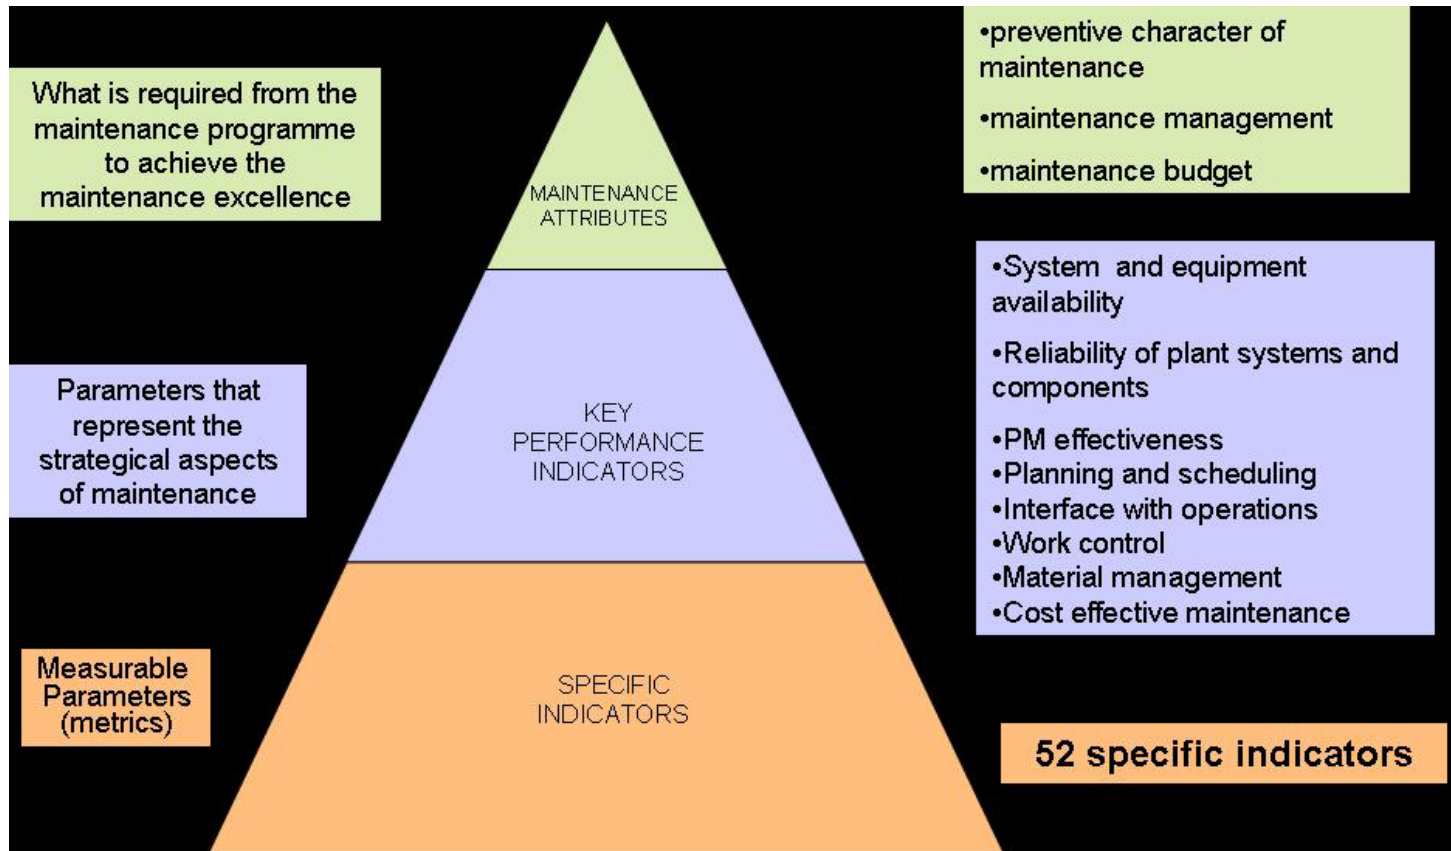 What is required from the
maintenance programme
to achieve the
maintenance excellence
MAINTENANCE
ATTRIBUTES
•preventive character of
maintenance
•maintenance management
•maintenance budget
Parameters that
represent the
strategical aspects
of maintenance
KEY
PERFORMANCE
INDICATORS
•System and equipment
availability
•Reliability of plant systems and
components
•PM effectiveness
•Planning and scheduling
•Interface with operations
•Work control
•Material management
•Cost effective maintenance
Measurable
Parameters
(metrics)
SPECIFIC
INDICATORS
52 specific indicators